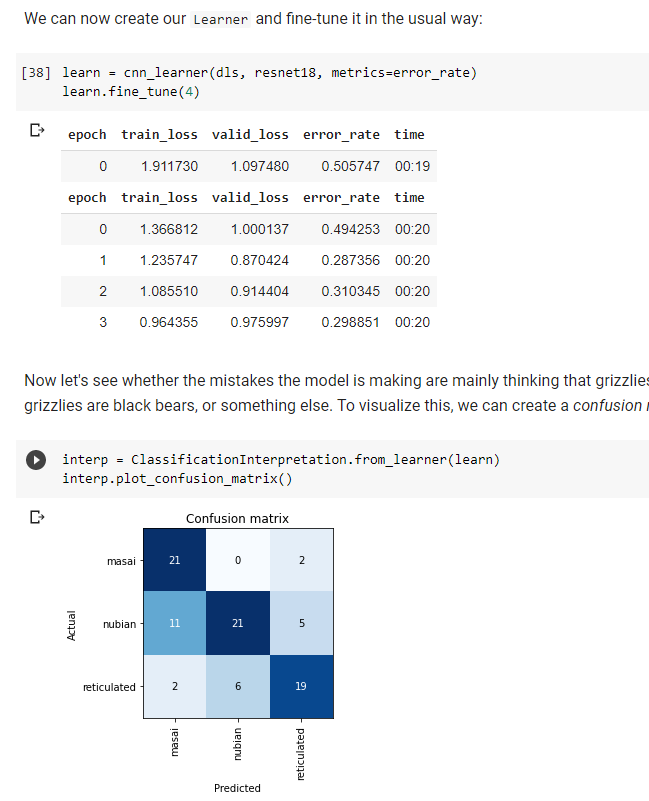 We can now create our Learner and fine-tune it in the usual way:
[38] learn = cnn_learner(dls, resnet18, metrics=error_rate)
learn.fine_tune(4)
epoch train_loss valid_loss error_rate time
0 1.911730 1.097480 0.505747 00:19
epoch train_loss valid_loss error_rate time
0 1.366812 1.000137 0.494253 00:20
1 1.235747 0.870424 0.287356 00:20
2 1.085510 0.914404 0.310345 00:20
3 0.964355 0.975997 0.298851 00:20
Now let's see whether the mistakes the model is making are mainly thinking that grizzlies
grizzlies are black bears, or something else. To visualize this, we can create a confusion
interp = ClassificationInterpretation.from_learner(learn)
interp.plot_confusion_matrix()
Confusion matrix
Actual
masai 21 0 2
nubian 11 21 5
reticulated 2 6 19
masai nubian reticulated
Predicted